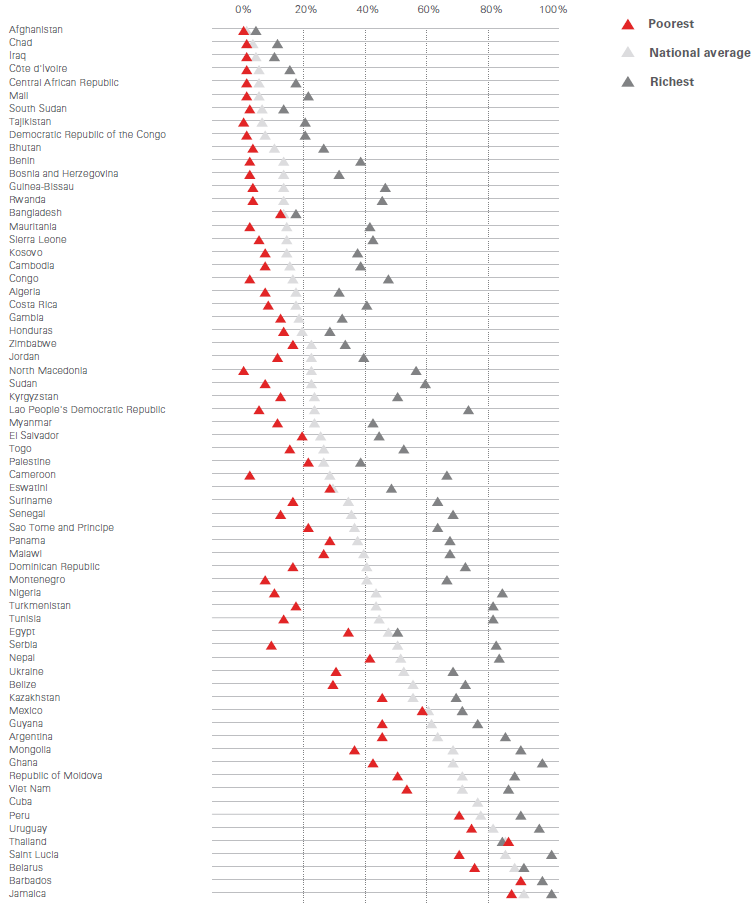 0% 20% 40% 60% 80% 100%
Poorest
National average
Richest
Afghanistan
Chad
Iraq
Côte d'Ivoire
Central African Republic
Mali
South Sudan
Tajikistan
Democratic Republic of the Congo
Bhutan
Benin
Bosnia and Herzegovina
Guinea-Bissau
Rwanda
Bangladesh
Mauritania
Sierra Leone
Kosovo
Cambodia
Congo
Algeria
Costa Rica
Gambia
Honduras
Zimbabwe
Jordan
North Macedonia
Sudan
Kyrgyzstan
Lao People's Democratic Republic
Myanmar
El Salvador
Togo
Palestine
Cameroon
Eswatini
Suriname
Senegal
Sao Tome and Principe
Panama
Malawi
Dominican Republic
Montenegro
Nigeria
Turkmenistan
Tunisia
Egypt
Serbia
Nepal
Ukraine
Belize
Kazakhstan
Mexico
Guyana
Argentina
Mongolia
Ghana
Republic of Moldova
Viet Nam
Cuba
Peru
Uruguay
Thailand
Saint Lucia
Belarus
Barbados
Jamaica